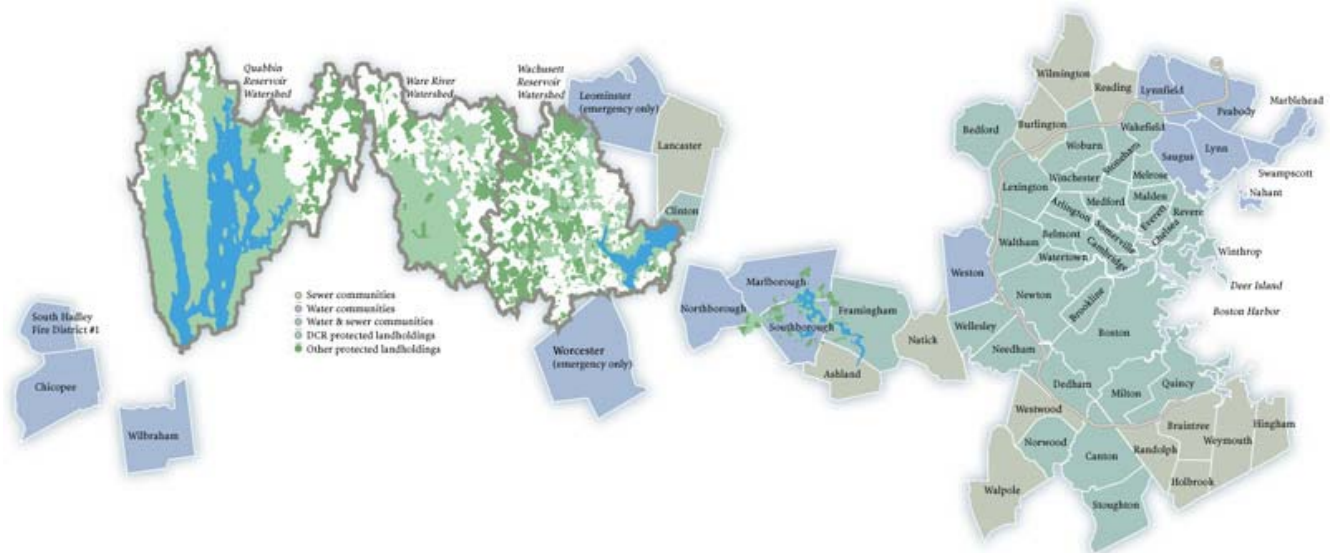 Quabbin
Reservoir
Watershed
Ware River
Watershed
Wachusett
Reservoir
Watershed
Leominster
(emergency only)
Lancaster
Clinton
South Hadley
Fire District #1
Chicopee
Wilbraham
Sewer communities
Water communities
Water & sewer communities
DCR protected landholdings
Other protected landholdings
Worcester
(emergency only)
Northborough
Marlborough
Southborough
Framingham
Ashland
Natick
Weston
Wellesley
Needham
Wilmington
Reading
Lynnfield
Peabody
Marblehead
Bedford
Burlington
Wakefield
Woburn
Stoneham
Saugus
Lynn
Swampscott
Nahant
Lexington
Winchester
Melrose
Medford
Malden
Arlington
Somerville
Everett
Chelsea
Revere
Waltham
Belmont
Watertown
Cambridge
Winthrop
Deer Island
Boston Harbor
Newton
Brookline
Boston
Dedham
Milton
Quincy
Westwood
Norwood
Canton
Randolph
Braintree
Weymouth
Hingham
Holbrook
Walpole
Stoughton